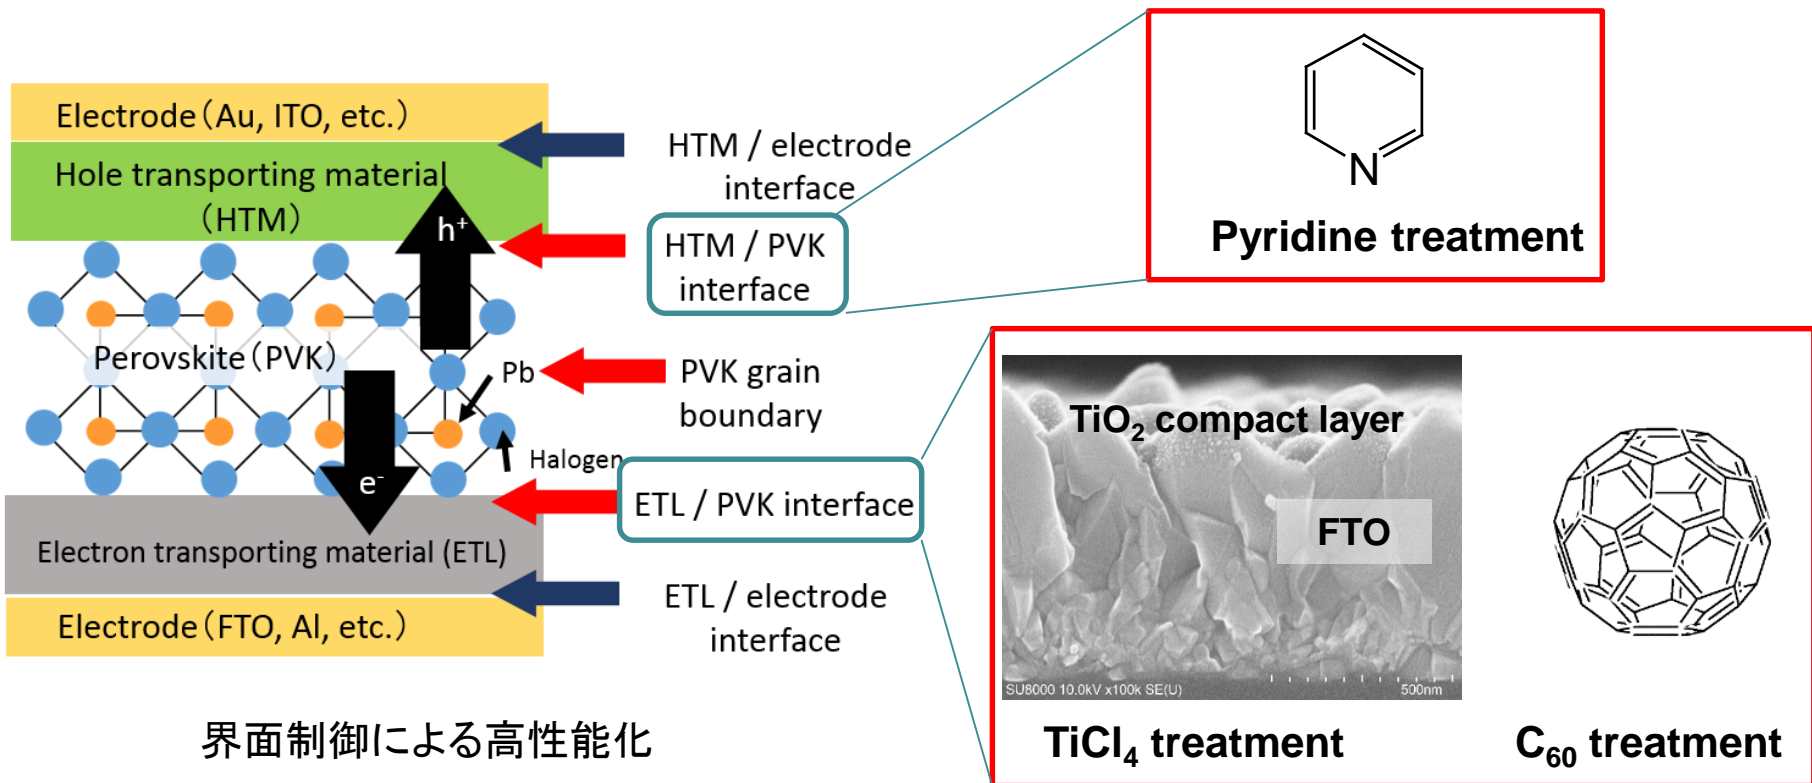 Electrode（Au, ITO, etc.）
Hole transporting material
（HTM）
h⁺
Perovskite（PVK）
Pb
Halogen
e⁻
Electron transporting material (ETL)
Electrode（FTO, Al, etc.）
HTM / electrode
interface
HTM / PVK
interface
PVK grain
boundary
ETL / PVK interface
ETL / electrode
interface
界面制御による高性能化
N
Pyridine treatment
TiO₂ compact layer
FTO
SU8000 10.0kV x100k SE(U)
500nm
TiCl₄ treatment
C₆₀ treatment